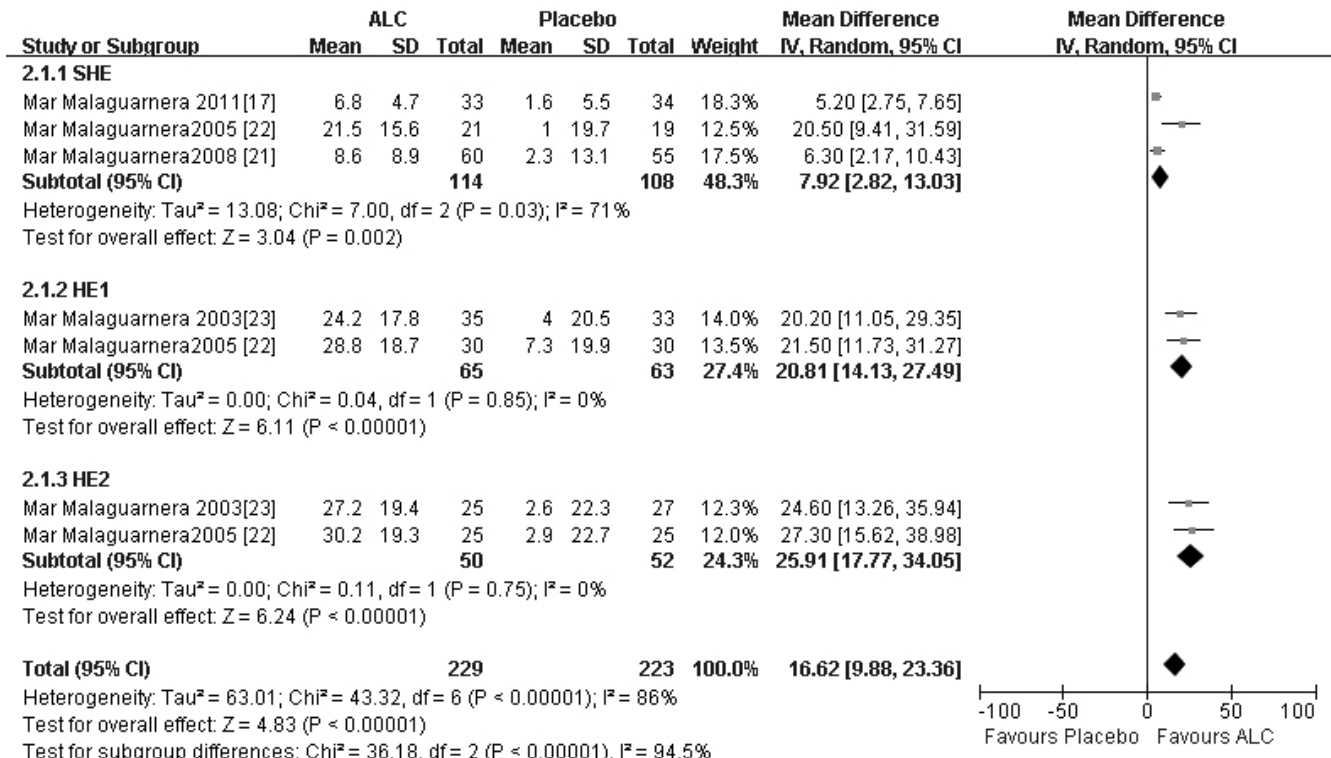 ALC Placebo Mean Difference Mean Difference
Study or Subgroup Mean SD Total Mean SD Total Weight IV, Random, 95% CI IV, Random, 95% CI
2.1.1 SHE
Mar Malaguarnera 2011[17] 6.8 4.7 33 1.6 5.5 34 18.3% 5.20 [2.75, 7.65]
Mar Malaguarnera2005 [22] 21.5 15.6 21 1 19.7 19 12.5% 20.50 [9.41, 31.59]
Mar Malaguarnera2008 [21] 8.6 8.9 60 2.3 13.1 55 17.5% 6.30 [2.17, 10.43]
Subtotal (95% CI) 114 108 48.3% 7.92 [2.82, 13.03]
Heterogeneity: Tau² = 13.08; Chi² = 7.00, df = 2 (P = 0.03); I² = 71%
Test for overall effect: Z = 3.04 (P = 0.002)
2.1.2 HE1
Mar Malaguarnera 2003[23] 24.2 17.8 35 4 20.5 33 14.0% 20.20 [11.05, 29.35]
Mar Malaguarnera2005 [22] 28.8 18.7 30 7.3 19.9 30 13.5% 21.50 [11.73, 31.27]
Subtotal (95% CI) 65 63 27.4% 20.81 [14.13, 27.49]
Heterogeneity: Tau² = 0.00; Chi² = 0.04, df = 1 (P = 0.85); I² = 0%
Test for overall effect: Z = 6.11 (P < 0.00001)
2.1.3 HE2
Mar Malaguarnera 2003[23] 27.2 19.4 25 2.6 22.3 27 12.3% 24.60 [13.26, 35.94]
Mar Malaguarnera2005 [22] 30.2 19.3 25 2.9 22.7 25 12.0% 27.30 [15.62, 38.98]
Subtotal (95% CI) 50 52 24.3% 25.91 [17.77, 34.05]
Heterogeneity: Tau² = 0.00; Chi² = 0.11, df = 1 (P = 0.75); I² = 0%
Test for overall effect: Z = 6.24 (P < 0.00001)
Total (95% CI) 229 223 100.0% 16.62 [9.88, 23.36]
Heterogeneity: Tau² = 63.01; Chi² = 43.32, df = 6 (P < 0.00001); I² = 86%
Test for overall effect: Z = 4.83 (P < 0.00001)
Test for subgroup differences: Chi² = 36.18, df = 2 (P < 0.00001), I² = 94.5%
-100 -50 0 50 100
Favours Placebo Favours ALC